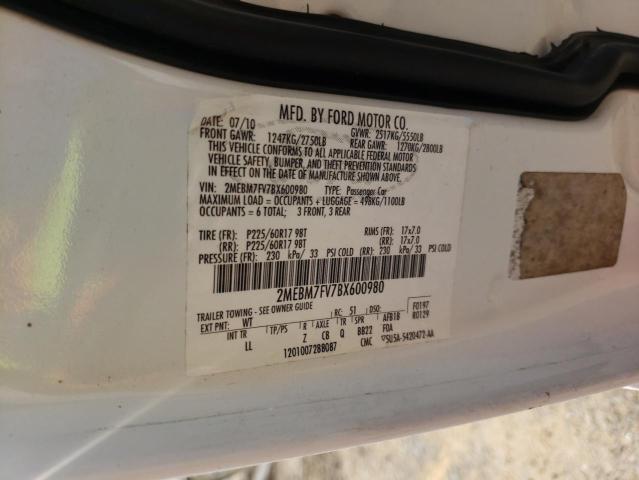 MFD. BY FORD MOTOR CO.
DATE: 07/10 GVWR: 2517KG/5550LB
FRONT GAWR: 1247KG/2750LB REAR GAWR: 1270KG/2800LB
THIS VEHICLE CONFORMS TO ALL APPLICABLE FEDERAL MOTOR
VEHICLE SAFETY, BUMPER, AND THEFT PREVENTION STANDARDS
IN EFFECT ON THE DATE OF MANUFACTURE SHOWN ABOVE.
VIN: 2MEBM7FV7BX600980 TYPE: Passenger Car
MAXIMUM LOAD = OCCUPANTS + LUGGAGE = 498KG/1100LB
OCCUPANTS = 6 TOTAL; 3 FRONT, 3 REAR
TIRE (FR): P225/60R17 98T RIMS (FR): 17x7.0
(RR): P225/60R17 98T (RR): 17x7.0
PRESSURE (FR): 230 kPa/ 33 PSI COLD (RR): 230 kPa/ 33 PSI COLD
2MEBM7FV7BX600980
TRAILER TOWING - SEE OWNER GUIDE RC: 51 DSO: F0197
EXT PNT: WT R0129
INT TR TP/PS R AXLE TR SPR AFB18
LL Z CB Q BB22 FOA
1201007288087 CMC 5U5A-5420472-AA